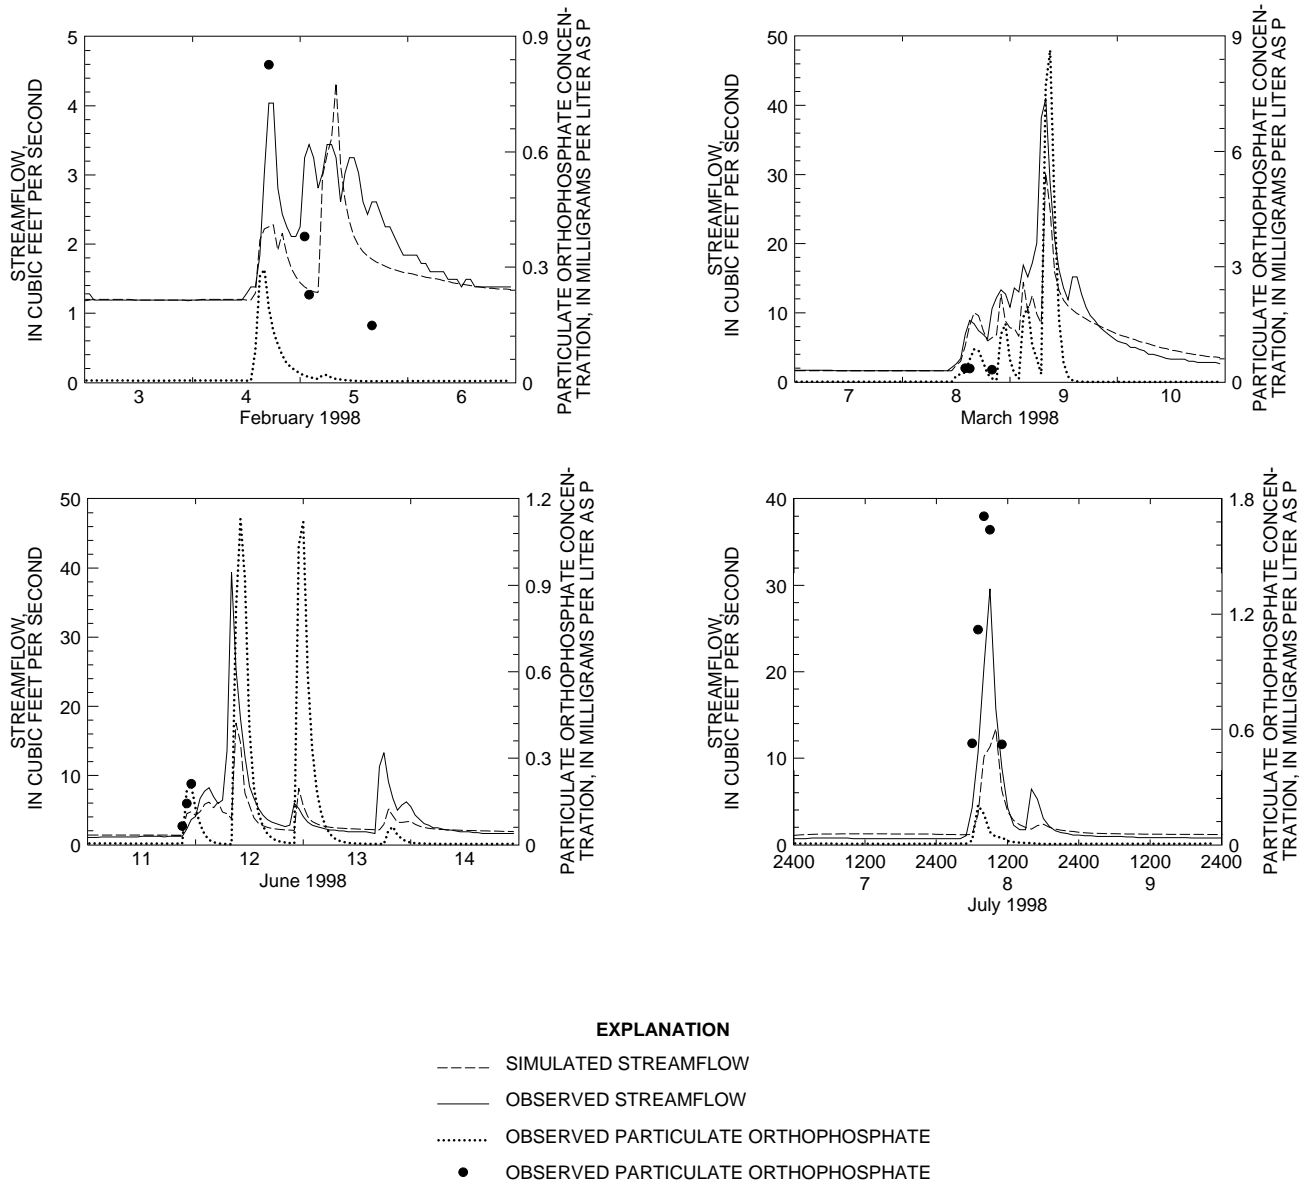 STREAMFLOW,
IN CUBIC FEET PER SECOND
5
4
3
2
1
0
0.9
0.6
0.3
0
PARTICULATE ORTHOPHOSPHATE CONCEN-
TRATION, IN MILLIGRAMS PER LITER AS P
3 4 5 6
February 1998
STREAMFLOW,
IN CUBIC FEET PER SECOND
50
40
30
20
10
0
9
6
3
0
PARTICULATE ORTHOPHOSPHATE CONCEN-
TRATION, IN MILLIGRAMS PER LITER AS P
7 8 9 10
March 1998
STREAMFLOW,
IN CUBIC FEET PER SECOND
50
40
30
20
10
0
1.2
0.9
0.6
0.3
0
PARTICULATE ORTHOPHOSPHATE CONCEN-
TRATION, IN MILLIGRAMS PER LITER AS P
11 12 13 14
June 1998
STREAMFLOW,
IN CUBIC FEET PER SECOND
40
30
20
10
0
1.8
1.2
0.6
0
PARTICULATE ORTHOPHOSPHATE CONCEN-
TRATION, IN MILLIGRAMS PER LITER AS P
2400 1200 2400 1200 2400 1200 2400
7 8 9
July 1998
EXPLANATION
SIMULATED STREAMFLOW
OBSERVED STREAMFLOW
OBSERVED PARTICULATE ORTHOPHOSPHATE
OBSERVED PARTICULATE ORTHOPHOSPHATE